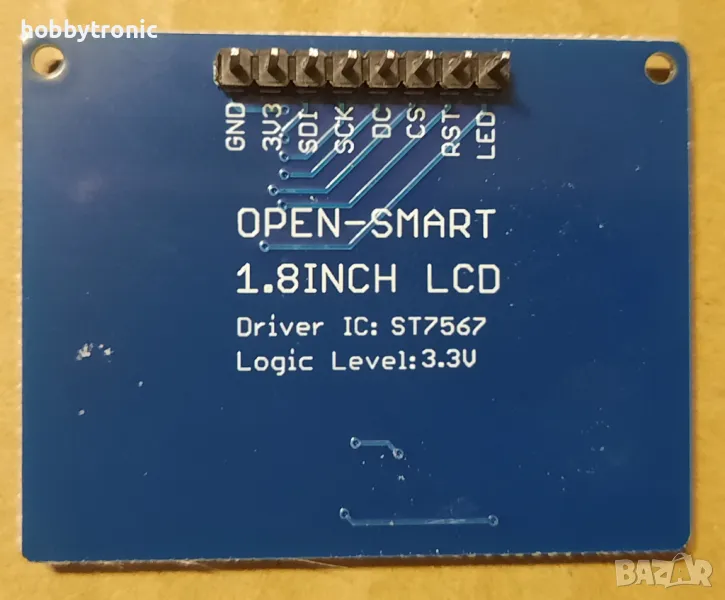 hobbytronic
GND 3V3 SDI SCK DC CS RST LED
OPEN-SMART
1.8INCH LCD
Driver IC: ST7567
Logic Level:3.3V
BAZAR